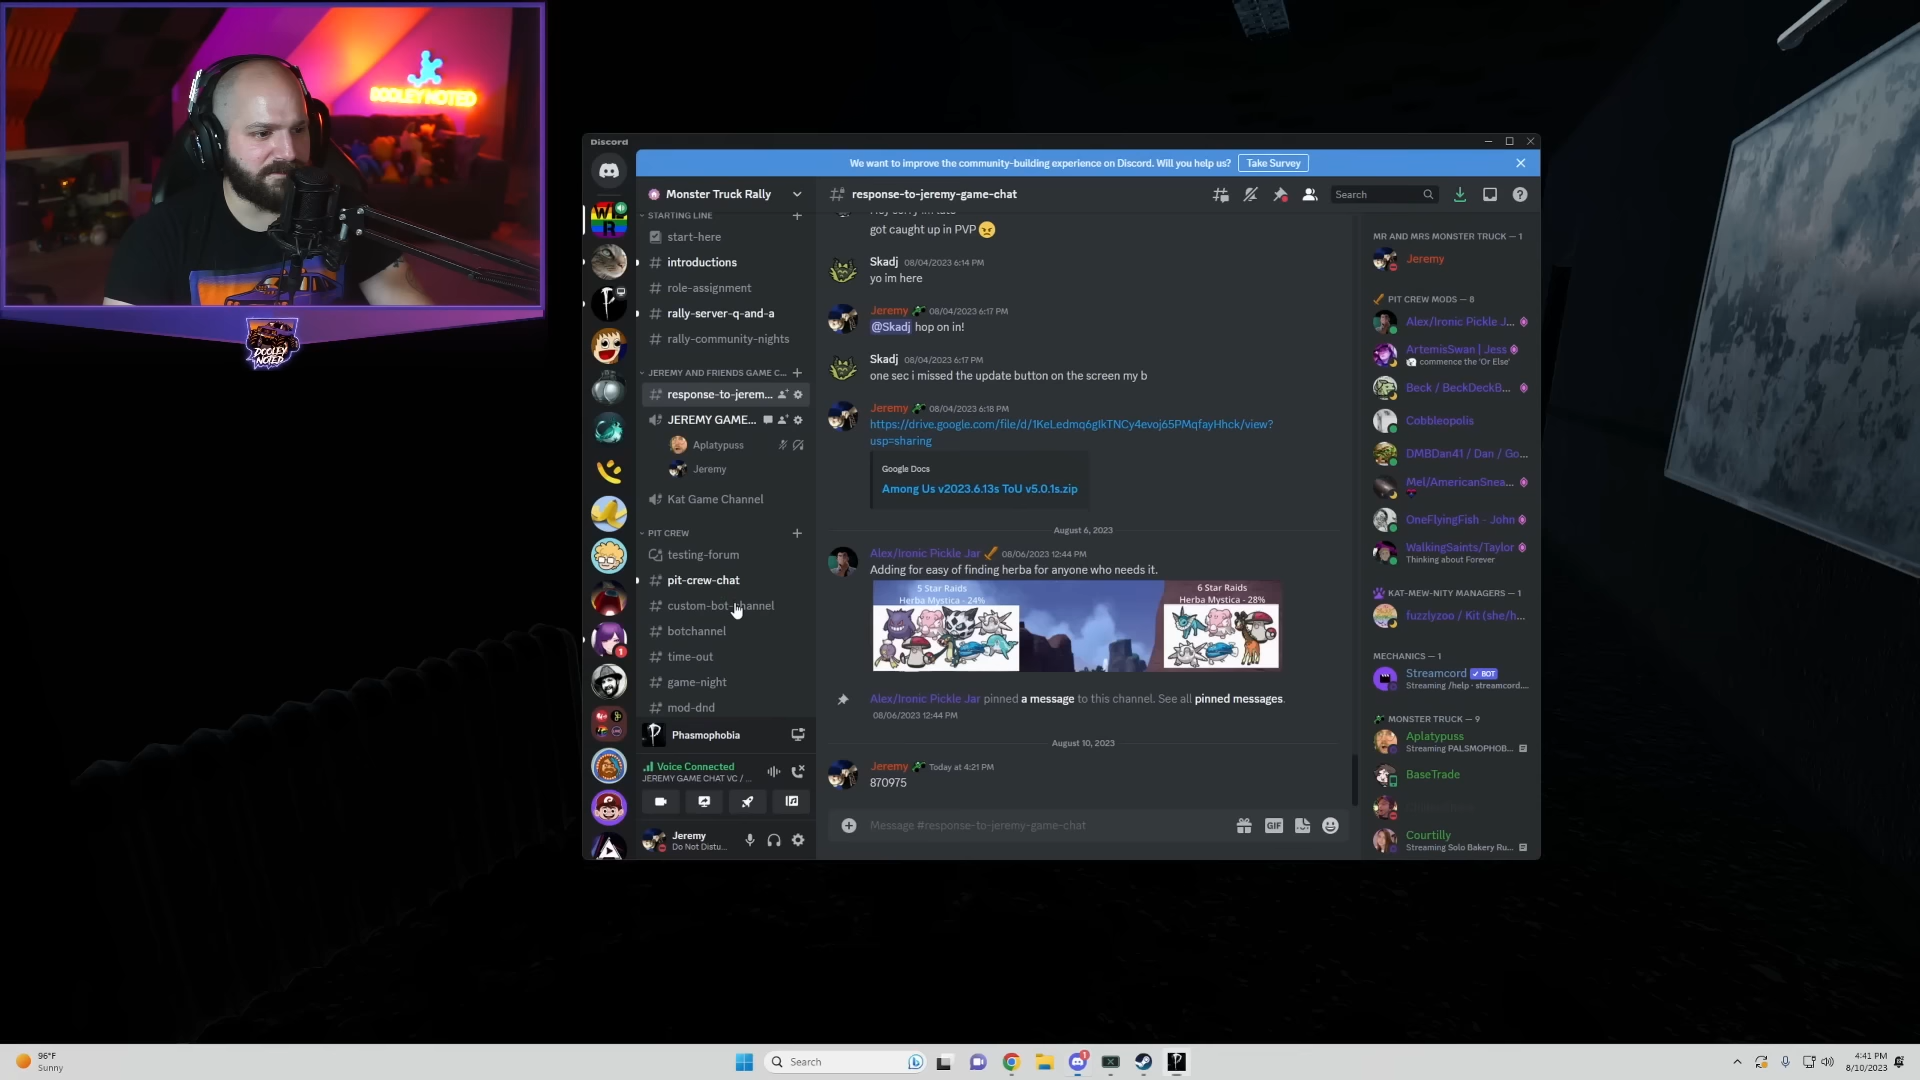 DOOLEY NOTED
DOOLEY
NOTED
Discord
We want to improve the community-building experience on Discord. Will you help us?
Take Survey
Monster Truck Rally
STARTING LINE
start-here
introductions
role-assignment
rally-server-q-and-a
rally-community-nights
JEREMY AND FRIENDS GAME C...
response-to-jerem...
JEREMY GAME...
Aplatypuss
Jeremy
Kat Game Channel
PIT CREW
testing-forum
pit-crew-chat
custom-bot-channel
botchannel
time-out
game-night
mod-dnd
Phasmophobia
Voice Connected
JEREMY GAME CHAT VC / ...
Jeremy
Do Not Distu...
response-to-jeremy-game-chat
Search
got caught up in PVP
Skadj 08/04/2023 6:14 PM
yo im here
Jeremy 08/04/2023 6:17 PM
@Skadj hop on in!
Skadj 08/04/2023 6:17 PM
one sec i missed the update button on the screen my b
Jeremy 08/04/2023 6:18 PM
https://drive.google.com/file/d/1KeLedmq6gIkTNCy4evoj65PMqfayHhck/view?
usp=sharing
Google Docs
Among Us v2023.6.13s ToU v5.0.1s.zip
August 6, 2023
Alex/Ironic Pickle Jar 08/06/2023 12:44 PM
Adding for easy of finding herba for anyone who needs it.
5 Star Raids
Herba Mystica - 24%
6 Star Raids
Herba Mystica - 28%
Alex/Ironic Pickle Jar pinned a message to this channel. See all pinned messages.
08/06/2023 12:44 PM
August 10, 2023
Jeremy Today at 4:21 PM
870975
Message #response-to-jeremy-game-chat
GIF
MR AND MRS MONSTER TRUCK — 1
Jeremy
PIT CREW MODS — 8
Alex/Ironic Pickle J...
ArtemisSwan | Jess
commence the 'Or Else'
Beck / BeckDeckB...
Cobbleopolis
DMBDan41 / Dan / Go...
Mel/AmericanSnea...
OneFlyingFish - John
WalkingSaints/Taylor
Thinking about Forever
KAT-MEW-NITY MANAGERS — 1
fuzzlyzoo / Kit (she/h...
MECHANICS — 1
Streamcord BOT
Streaming /help · streamcord....
MONSTER TRUCK — 9
Aplatypuss
Streaming PALSMOPHOB...
BaseTrade
Courtilly
Streaming Solo Bakery Ru...
96°F
Sunny
Search
4:41 PM
8/10/2023